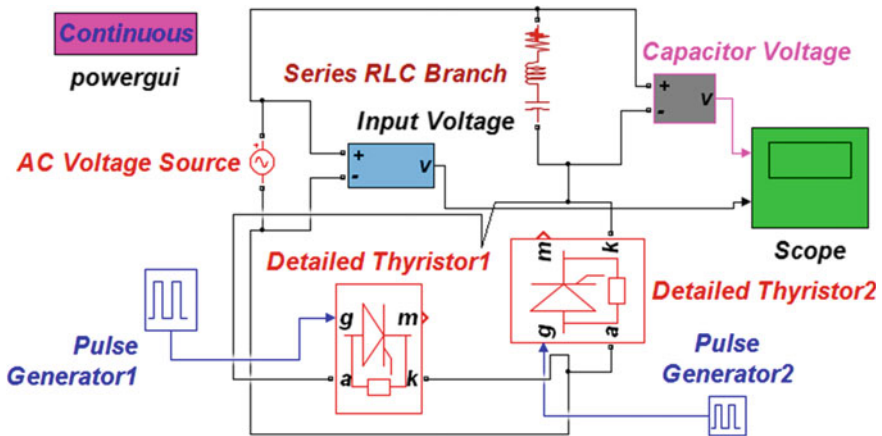 Continuous
powergui
Series RLC Branch
Capacitor Voltage
+
-
v
Input Voltage
+
-
v
AC Voltage Source
Scope
Detailed Thyristor1
m
k
g
a
Detailed Thyristor2
g
m
a
k
Pulse
Generator1
Pulse
Generator2